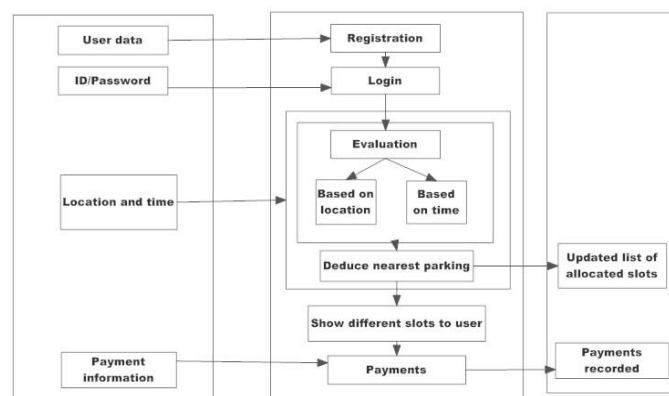 User data
Registration
ID/Password
Login
Evaluation
Based on
location
Based
on time
Location and time
Deduce nearest parking
Updated list of
allocated slots
Show different slots to user
Payment
information
Payments
Payments
recorded